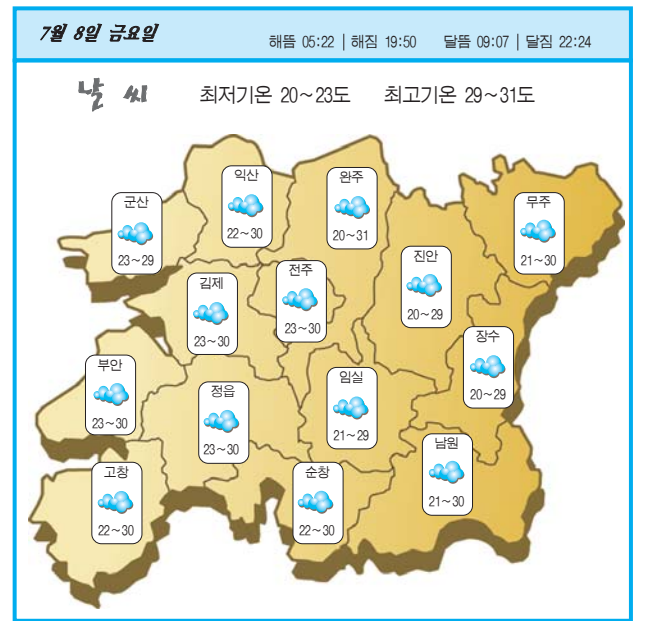 7월 8일 금요일
해뜸 05:22 | 해짐 19:50 달뜸 09:07 | 달짐 22:24
날씨 최저기온 20~23도 최고기온 29~31도
군산
23~29
익산
22~30
완주
20~31
무주
21~30
김제
23~30
전주
23~30
진안
20~29
장수
20~29
부안
23~30
정읍
23~30
임실
21~29
남원
21~30
고창
22~30
순창
22~30